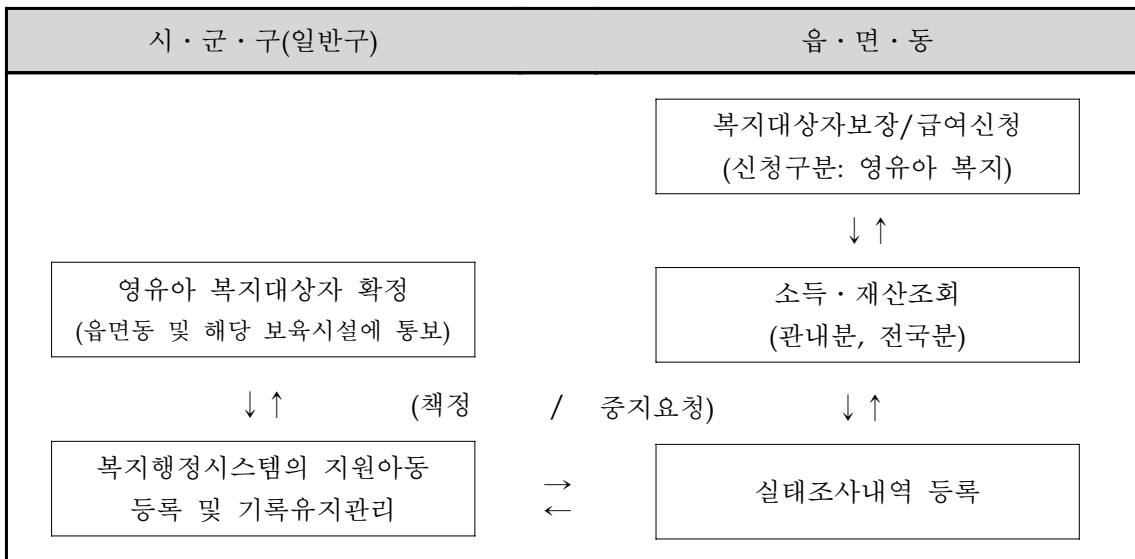 시 · 군 · 구(일반구)
읍 · 면 · 동
복지대상자보장/급여신청
(신청구분: 영유아 복지)
↓ ↑
영유아 복지대상자 확정
(읍면동 및 해당 보육시설에 통보)
소득 · 재산조회
(관내분, 전국분)
↓ ↑ (책정 / 중지요청) ↓ ↑
복지행정시스템의 지원아동
등록 및 기록유지관리
→
←
실태조사내역 등록